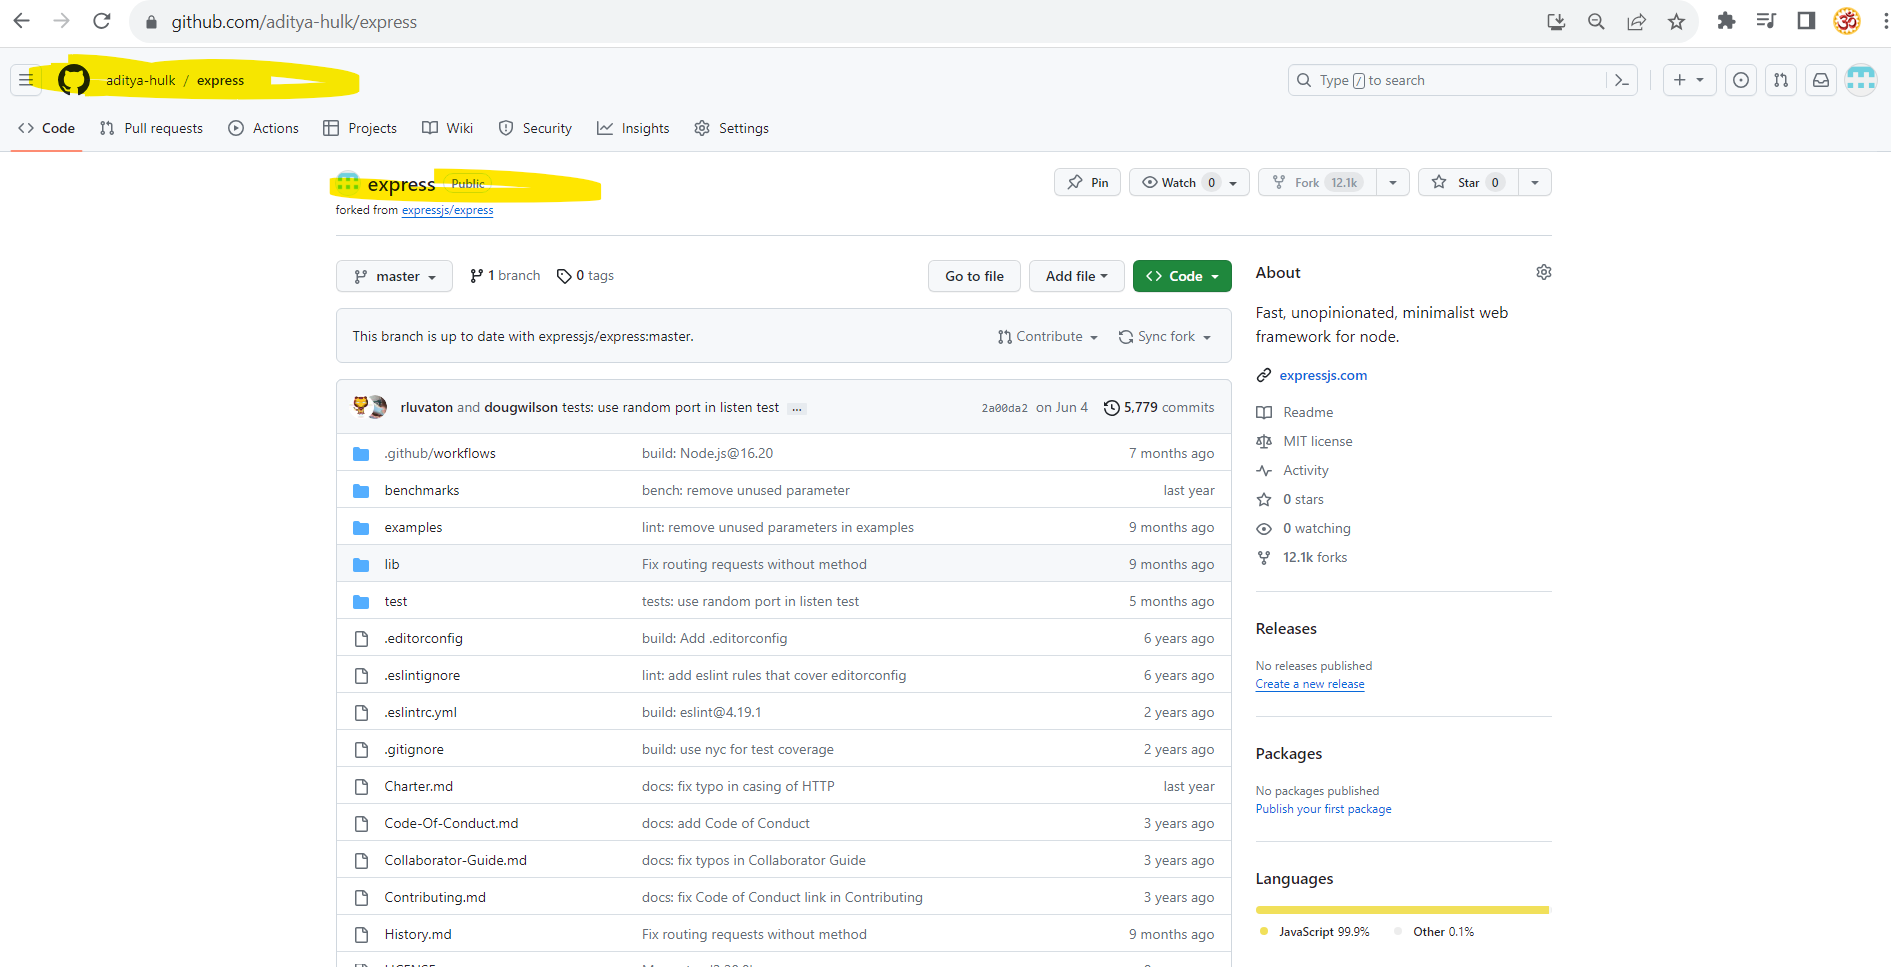 github.com/aditya-hulk/express
aditya-hulk / express
Type / to search
Code Pull requests Actions Projects Wiki Security Insights Settings
express Public
Pin Watch 0 Fork 12.1k Star 0
forked from expressjs/express
master 1 branch 0 tags Go to file Add file Code
This branch is up to date with expressjs/express:master. Contribute Sync fork
rluvaton and dougwilson tests: use random port in listen test ... 2a00da2 on Jun 4 5,779 commits
.github/workflows build: Node.js@16.20 7 months ago
benchmarks bench: remove unused parameter last year
examples lint: remove unused parameters in examples 9 months ago
lib Fix routing requests without method 9 months ago
test tests: use random port in listen test 5 months ago
.editorconfig build: Add .editorconfig 6 years ago
.eslintignore lint: add eslint rules that cover editorconfig 6 years ago
.eslintrc.yml build: eslint@4.19.1 2 years ago
.gitignore build: use nyc for test coverage 2 years ago
Charter.md docs: fix typo in casing of HTTP last year
Code-Of-Conduct.md docs: add Code of Conduct 3 years ago
Collaborator-Guide.md docs: fix typos in Collaborator Guide 3 years ago
Contributing.md docs: fix Code of Conduct link in Contributing 3 years ago
History.md Fix routing requests without method 9 months ago
About
Fast, unopinionated, minimalist web
framework for node.
expressjs.com
Readme
MIT license
Activity
0 stars
0 watching
12.1k forks
Releases
No releases published
Create a new release
Packages
No packages published
Publish your first package
Languages
JavaScript 99.9% Other 0.1%